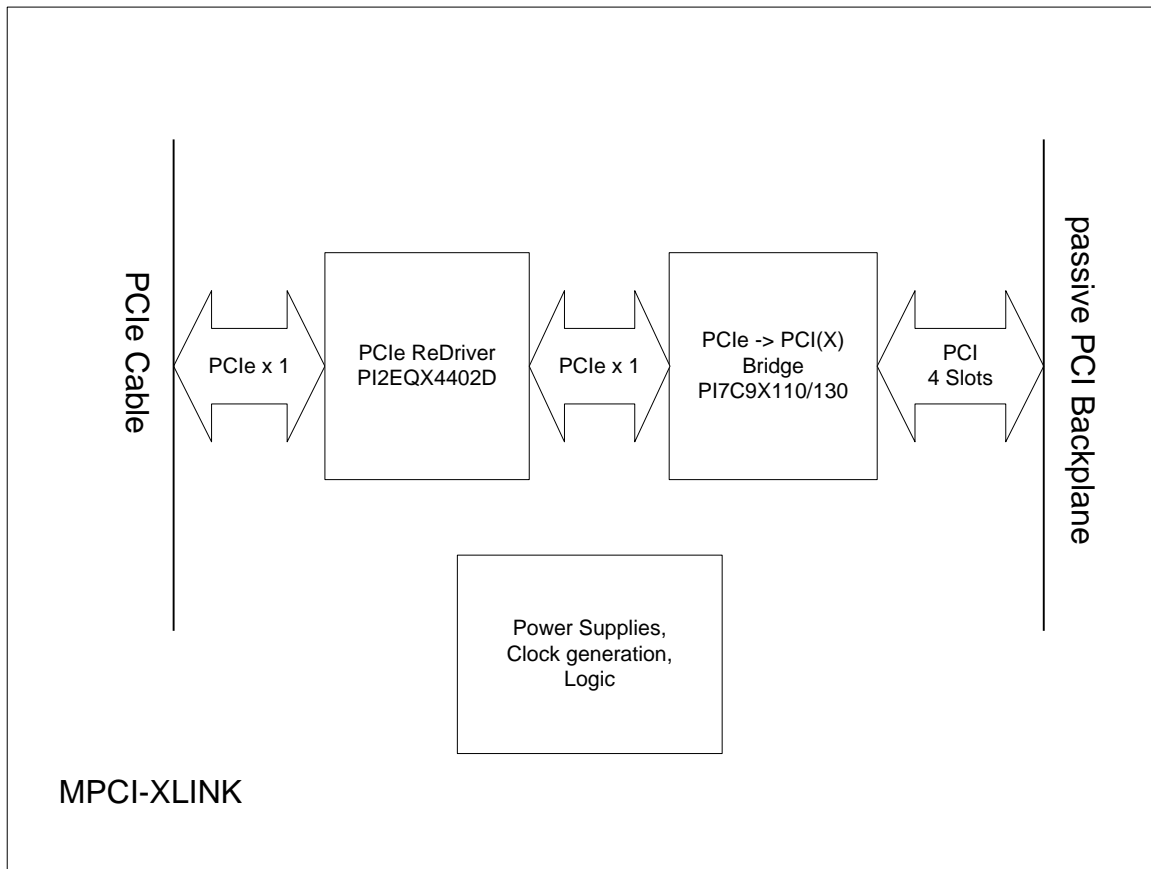 PCIe Cable
PCIe x 1
PCIe ReDriver
PI2EQX4402D
PCIe x 1
PCIe -> PCI(X)
Bridge
PI7C9X110/130
PCI
4 Slots
passive PCI Backplane
Power Supplies,
Clock generation,
Logic
MPCI-XLINK